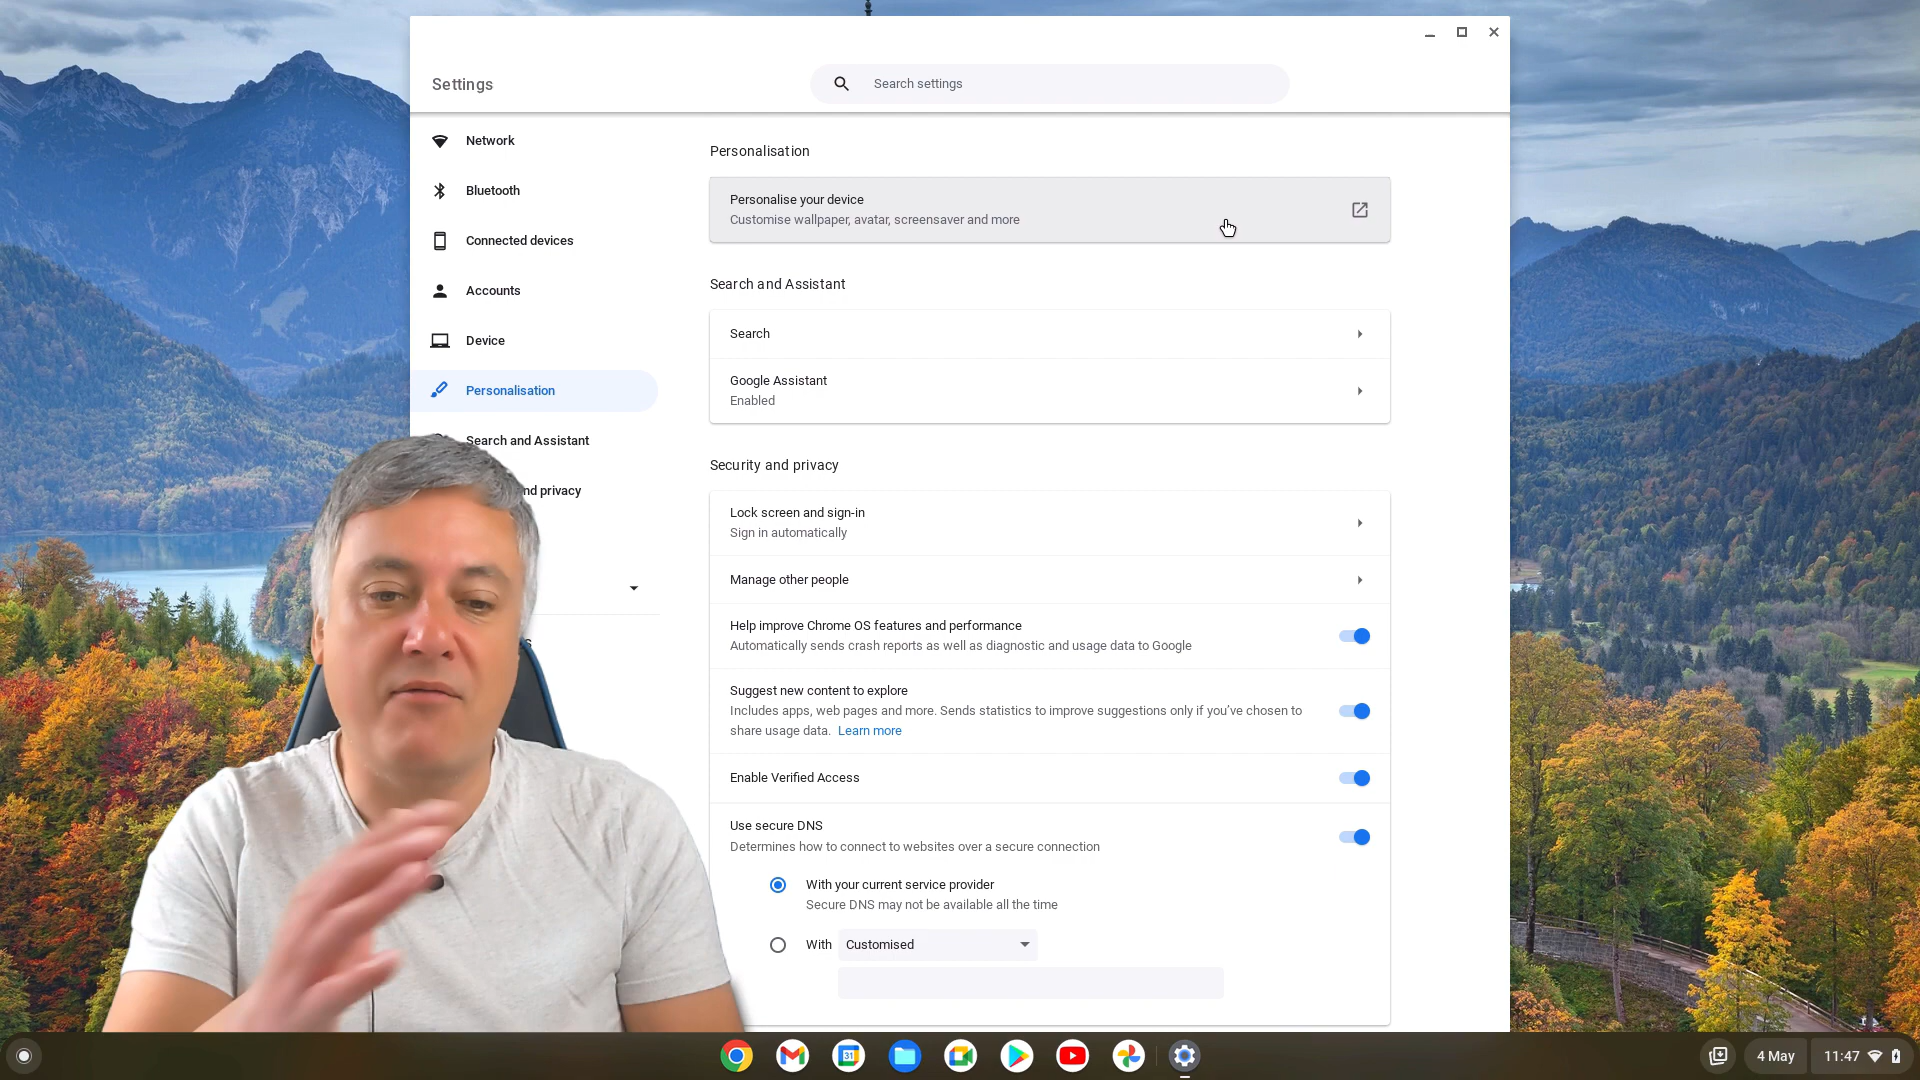 Settings
Search settings
Network
Bluetooth
Connected devices
Accounts
Device
Personalisation
Search and Assistant
nd privacy
Personalisation
Personalise your device
Customise wallpaper, avatar, screensaver and more
Search and Assistant
Search
Google Assistant
Enabled
Security and privacy
Lock screen and sign-in
Sign in automatically
Manage other people
Help improve Chrome OS features and performance
Automatically sends crash reports as well as diagnostic and usage data to Google
Suggest new content to explore
Includes apps, web pages and more. Sends statistics to improve suggestions only if you’ve chosen to
share usage data. Learn more
Enable Verified Access
Use secure DNS
Determines how to connect to websites over a secure connection
With your current service provider
Secure DNS may not be available all the time
With Customised
31
4 May
11:47